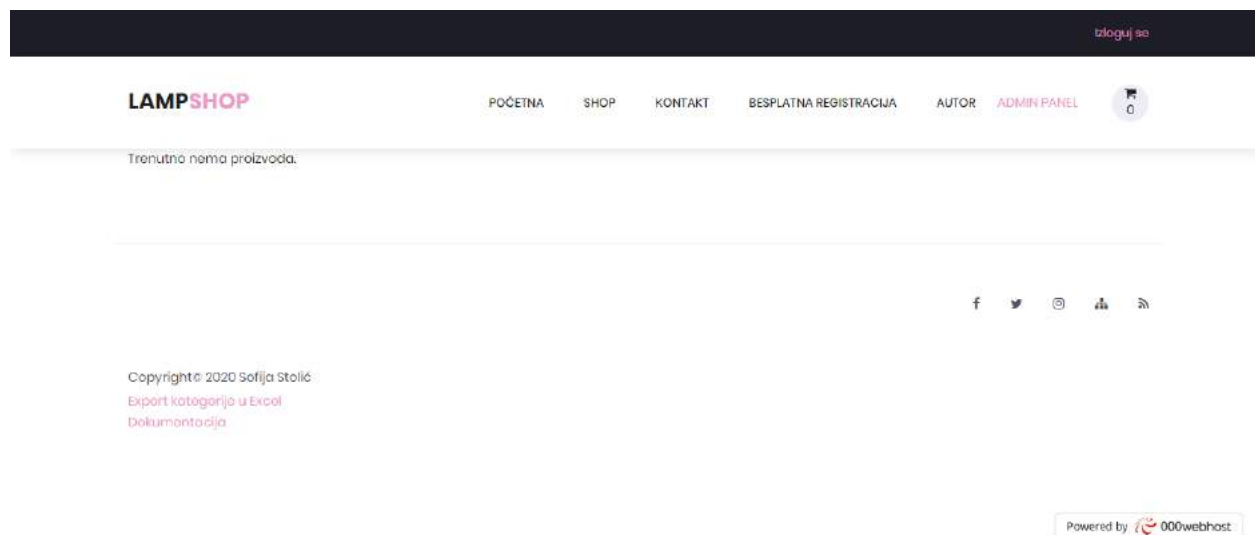 Izloguj se
LAMPSHOP
POČETNA SHOP KONTAKT BESPLATNA REGISTRACIJA AUTOR ADMIN PANEL 0
Trenutno nema proizvoda.
Copyright© 2020 Sofija Stolić
Export kategorija u Excel
Dokumentacija
Powered by 000webhost